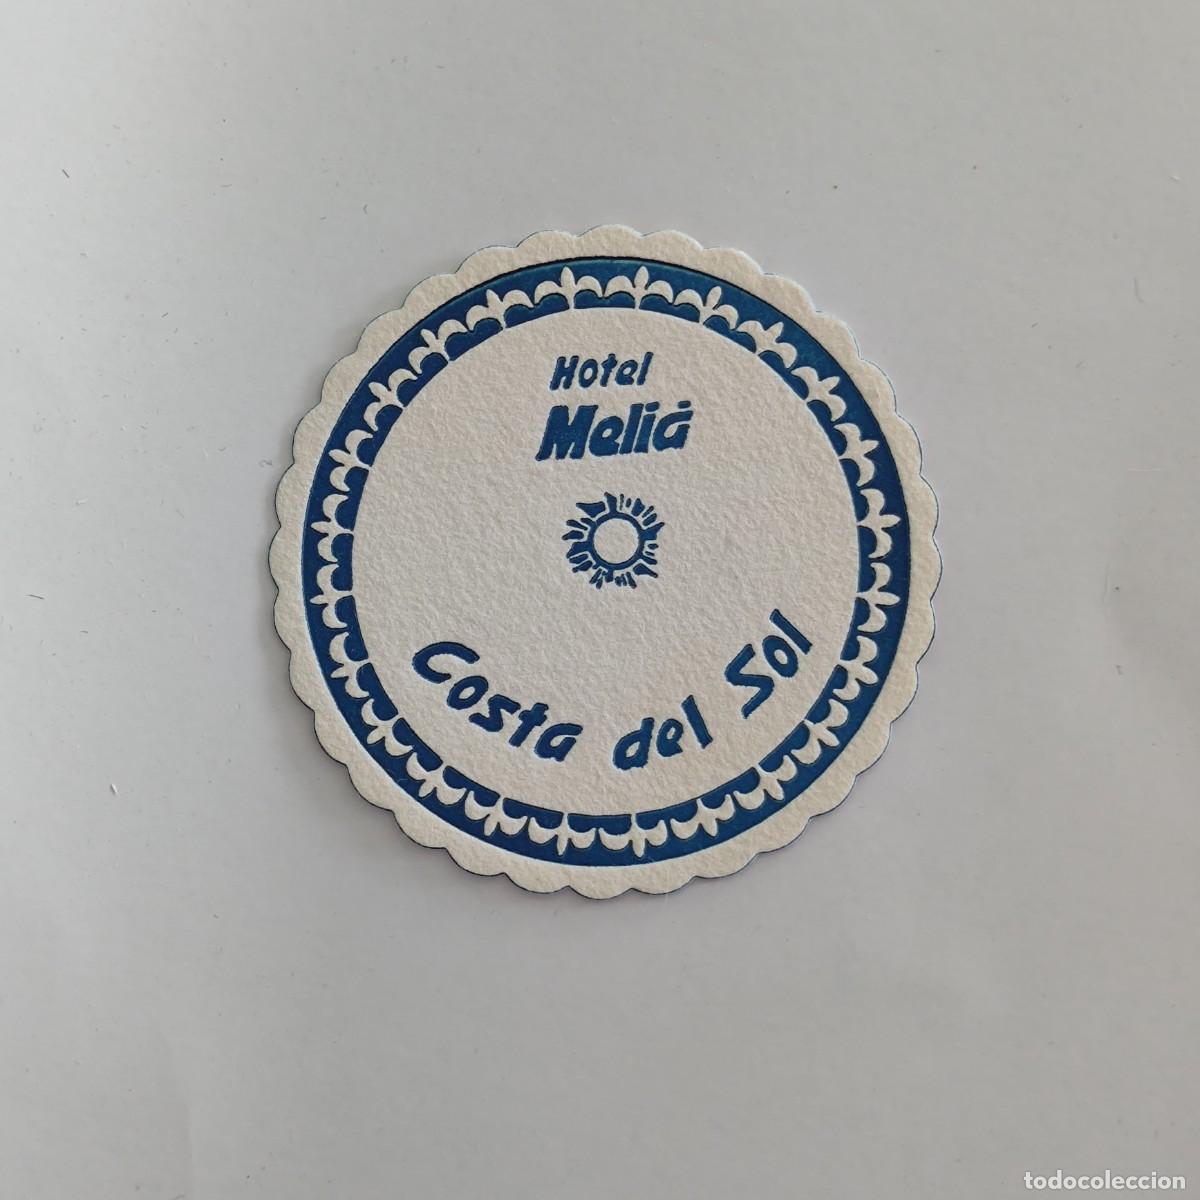 Hotel
Meliá
Costa del Sol
todocoleccion